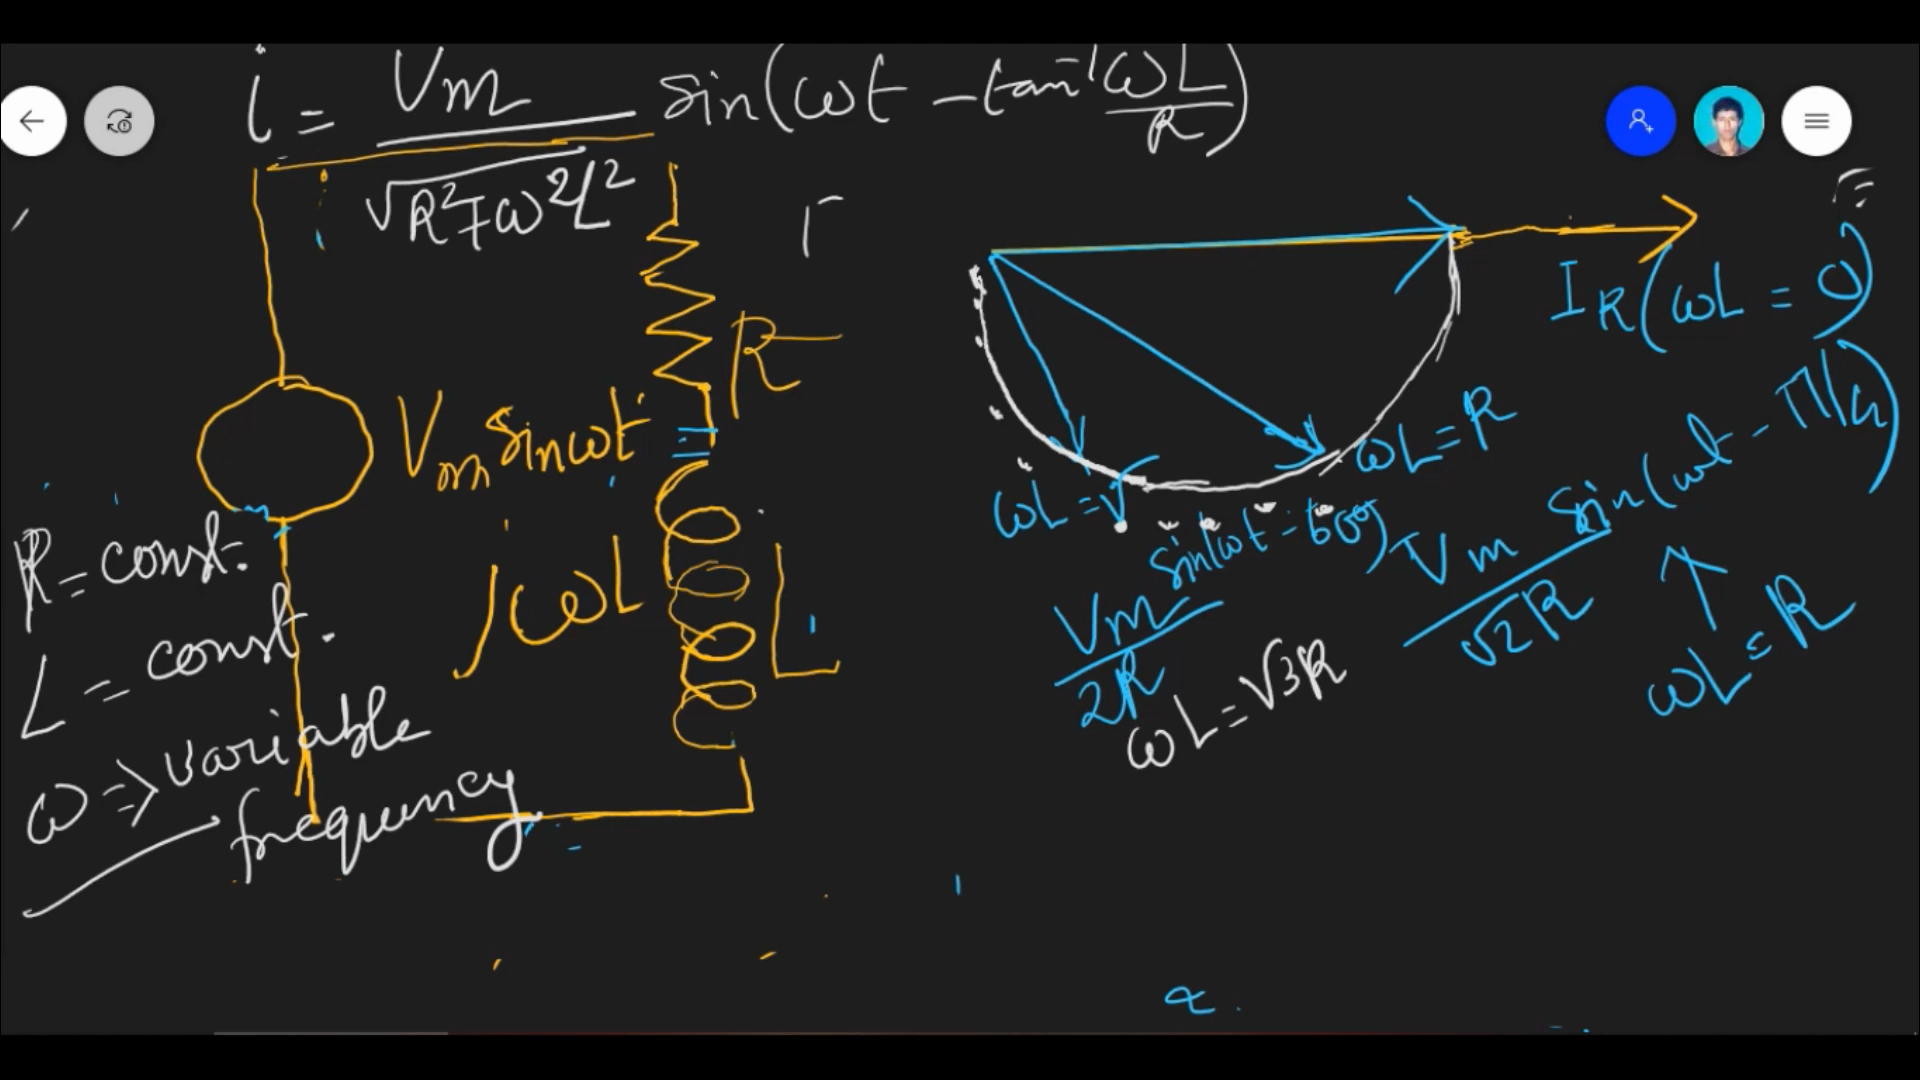 i = Vm/√R²+ω²L² sin(ωt - tan⁻¹ ωL/R)
R
Vm sinωt
jωL
L
R = const.
L = const.
ω => variable
frequency
I_R (ωL = 0)
ωL = R
ωL = √
Vm/2R sin(ωt - 60°)
ωL = √3R
Vm/√2R sin(ωt - π/4)
↑
ωL = R